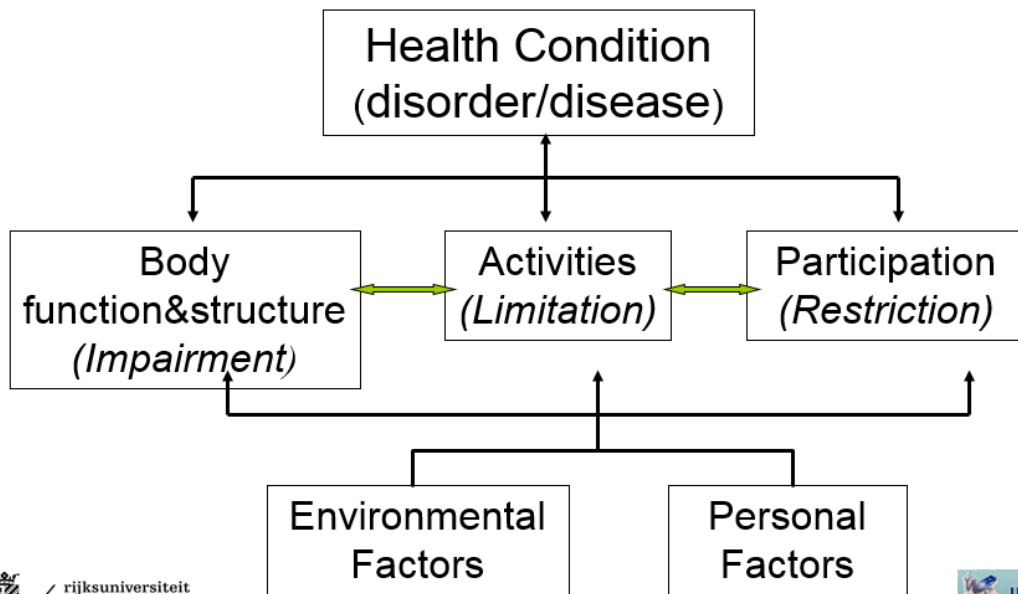 Health Condition
(disorder/disease)
Body
function&structure
(Impairment)
Activities
(Limitation)
Participation
(Restriction)
Environmental
Factors
Personal
Factors
rijksuniversiteit